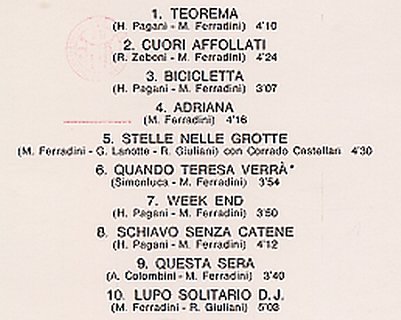 1. TEOREMA
(H. Pagani - M. Ferradini) 4'10
2. CUORI AFFOLLATI
(R. Zeboni - M. Ferradini) 4'24
3. BICICLETTA
(H. Pagani - M. Ferradini) 3'07
4. ADRIANA
(M. Ferradini) 4'16
5. STELLE NELLE GROTTE
(M. Ferradini - G. Lanotte - R. Giuliani) con Corrado Castellari 4'30
6. QUANDO TERESA VERRÀ*
(Simonluca - M. Ferradini) 3'54
7. WEEK END
(H. Pagani - M. Ferradini) 3'50
8. SCHIAVO SENZA CATENE
(H. Pagani - M. Ferradini) 4'12
9. QUESTA SERA
(A. Colombini - M. Ferradini) 3'40
10. LUPO SOLITARIO D.J.
(M. Ferradini - R. Giuliani) 5'03